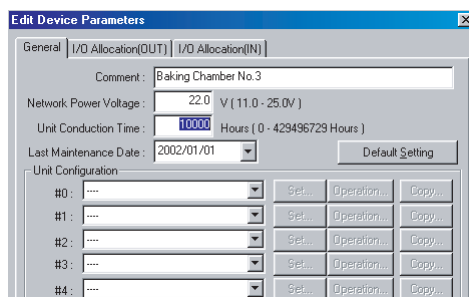 Edit Device Parameters
General I/O Allocation(OUT) I/O Allocation(IN)
Comment : Baking Chamber No.3
Network Power Voltage : 22.0 V ( 11.0 - 25.0V )
Unit Conduction Time : 10000 Hours ( 0 - 429496729 Hours )
Last Maintenance Date : 2002/01/01 Default Setting
Unit Configuration
#0 : ---- Set... Operation... Copy...
#1 : ---- Set... Operation... Copy...
#2 : ---- Set... Operation... Copy...
#3 : ---- Set... Operation... Copy...
#4 : ---- Set... Operation... Copy...